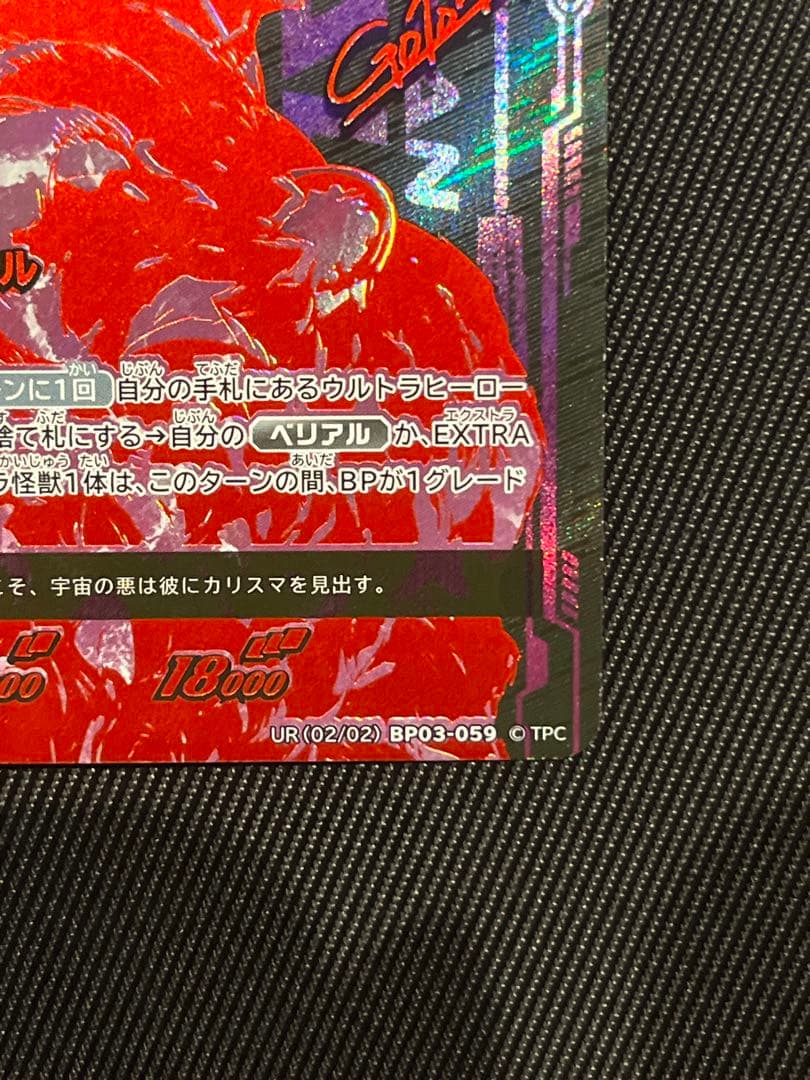 ル
ーンに1回 自分の手札にあるウルトラヒーロー
捨て札にする→自分の ベリアル か、EXTRA
ラ怪獣1体は、このターンの間、BPが1グレード
こそ、宇宙の悪は彼にカリスマを見出す。
000 18000
UR(02/02) BP03-059 © TPC